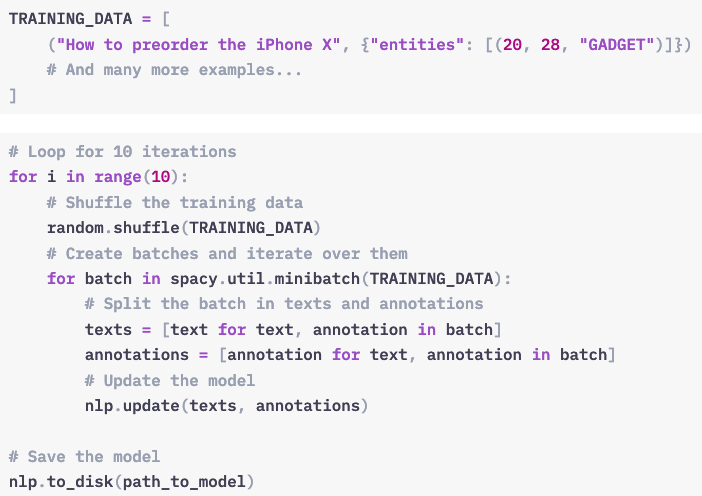 TRAINING_DATA = [
    ("How to preorder the iPhone X", {"entities": [(20, 28, "GADGET")]})
    # And many more examples...
]
# Loop for 10 iterations
for i in range(10):
    # Shuffle the training data
    random.shuffle(TRAINING_DATA)
    # Create batches and iterate over them
    for batch in spacy.util.minibatch(TRAINING_DATA):
        # Split the batch in texts and annotations
        texts = [text for text, annotation in batch]
        annotations = [annotation for text, annotation in batch]
        # Update the model
        nlp.update(texts, annotations)
# Save the model
nlp.to_disk(path_to_model)